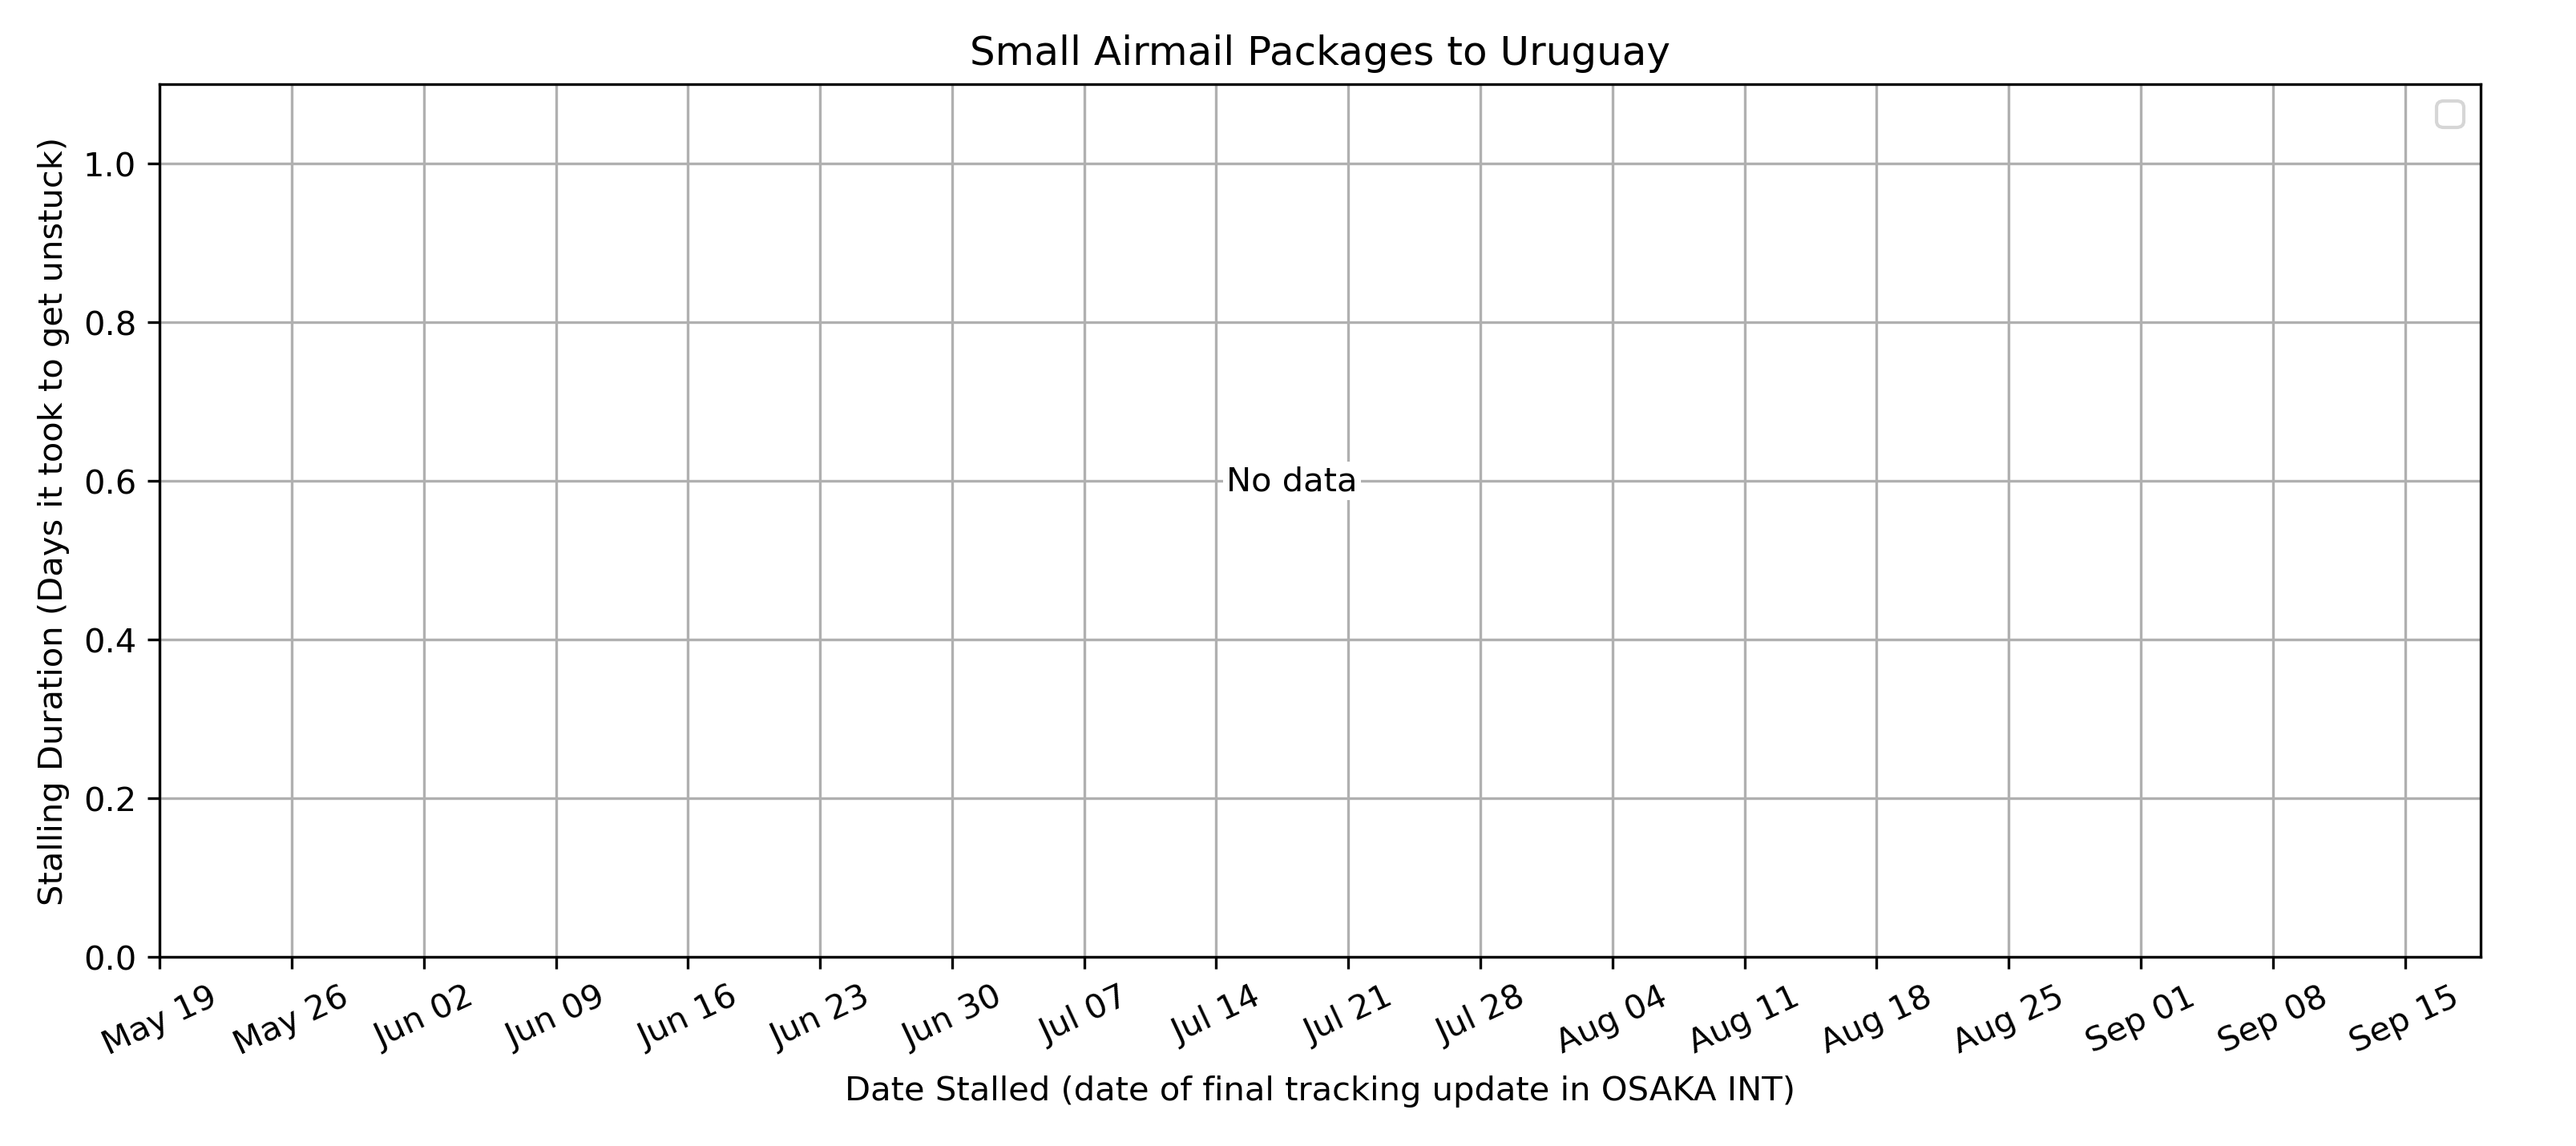 Small Airmail Packages to Uruguay
Stalling Duration (Days it took to get unstuck)
1.0
0.8
0.6
0.4
0.2
0.0
No data
May 19
May 26
Jun 02
Jun 09
Jun 16
Jun 23
Jun 30
Jul 07
Jul 14
Jul 21
Jul 28
Aug 04
Aug 11
Aug 18
Aug 25
Sep 01
Sep 08
Sep 15
Date Stalled (date of final tracking update in OSAKA INT)